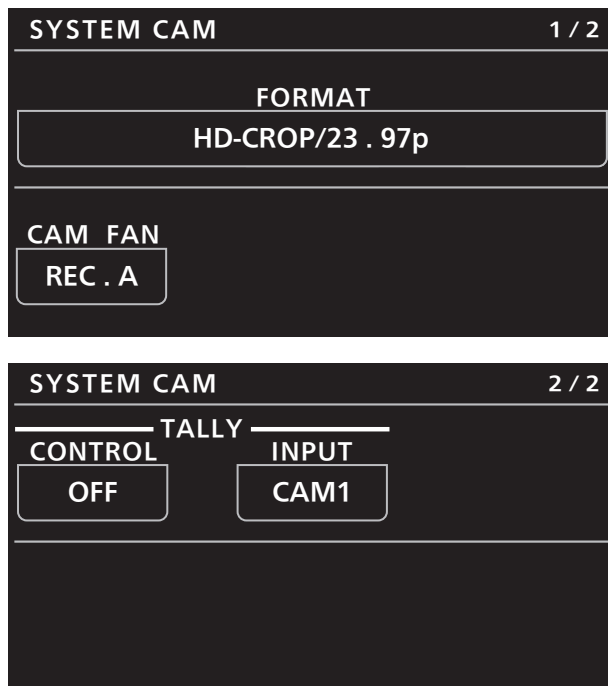 SYSTEM CAM 1/2
FORMAT
HD-CROP/23 . 97p
CAM FAN
REC . A
SYSTEM CAM 2/2
TALLY
CONTROL INPUT
OFF CAM1